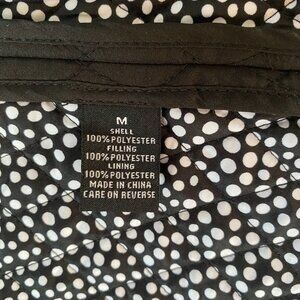 M
SHELL
100% POLYESTER
FILLING
100% POLYESTER
LINING
100% POLYESTER
MADE IN CHINA
CARE ON REVERSE